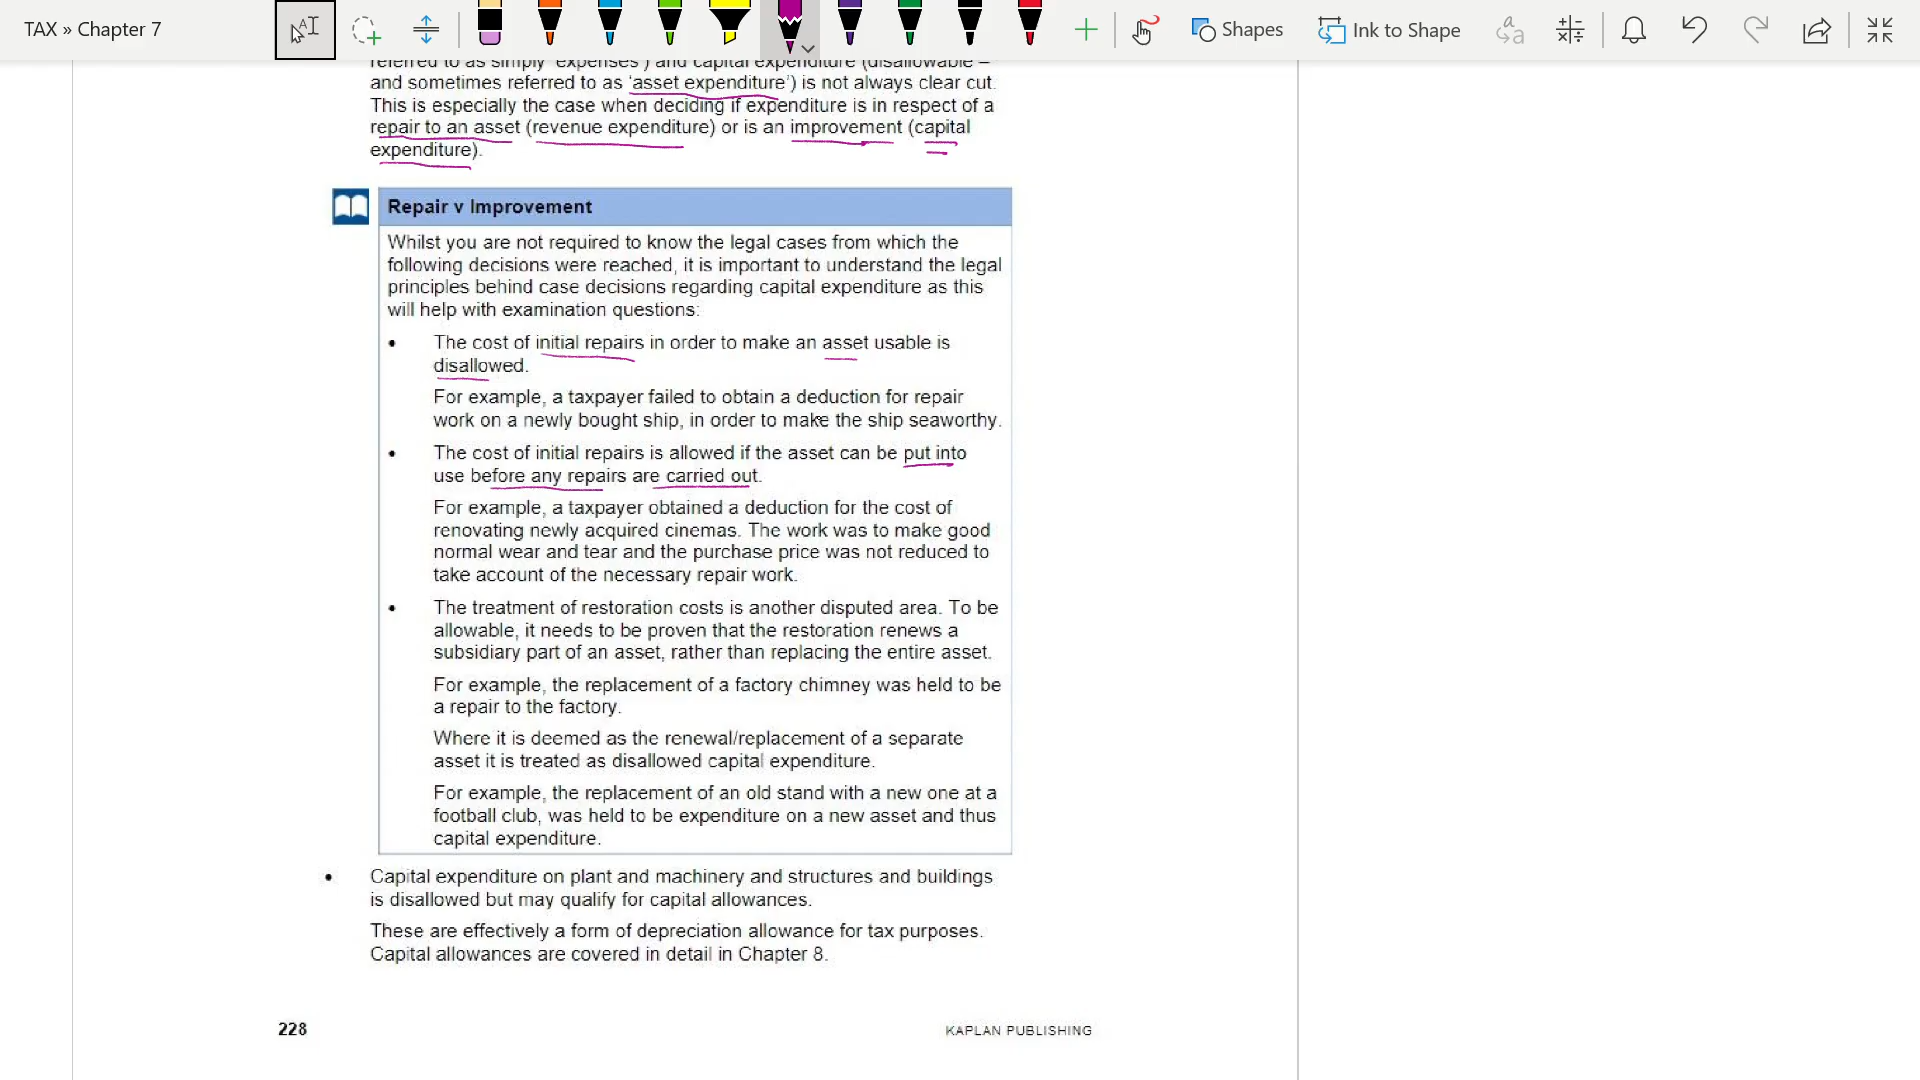 TAX » Chapter 7
Shapes
Ink to Shape
referred to as simply 'expenses') and capital expenditure (disallowable –
and sometimes referred to as 'asset expenditure') is not always clear cut.
This is especially the case when deciding if expenditure is in respect of a
repair to an asset (revenue expenditure) or is an improvement (capital
expenditure).
Repair v Improvement
Whilst you are not required to know the legal cases from which the
following decisions were reached, it is important to understand the legal
principles behind case decisions regarding capital expenditure as this
will help with examination questions:
• The cost of initial repairs in order to make an asset usable is
disallowed.
For example, a taxpayer failed to obtain a deduction for repair
work on a newly bought ship, in order to make the ship seaworthy.
• The cost of initial repairs is allowed if the asset can be put into
use before any repairs are carried out.
For example, a taxpayer obtained a deduction for the cost of
renovating newly acquired cinemas. The work was to make good
normal wear and tear and the purchase price was not reduced to
take account of the necessary repair work.
• The treatment of restoration costs is another disputed area. To be
allowable, it needs to be proven that the restoration renews a
subsidiary part of an asset, rather than replacing the entire asset.
For example, the replacement of a factory chimney was held to be
a repair to the factory.
Where it is deemed as the renewal/replacement of a separate
asset it is treated as disallowed capital expenditure.
For example, the replacement of an old stand with a new one at a
football club, was held to be expenditure on a new asset and thus
capital expenditure.
• Capital expenditure on plant and machinery and structures and buildings
is disallowed but may qualify for capital allowances.
These are effectively a form of depreciation allowance for tax purposes.
Capital allowances are covered in detail in Chapter 8.
228
KAPLAN PUBLISHING